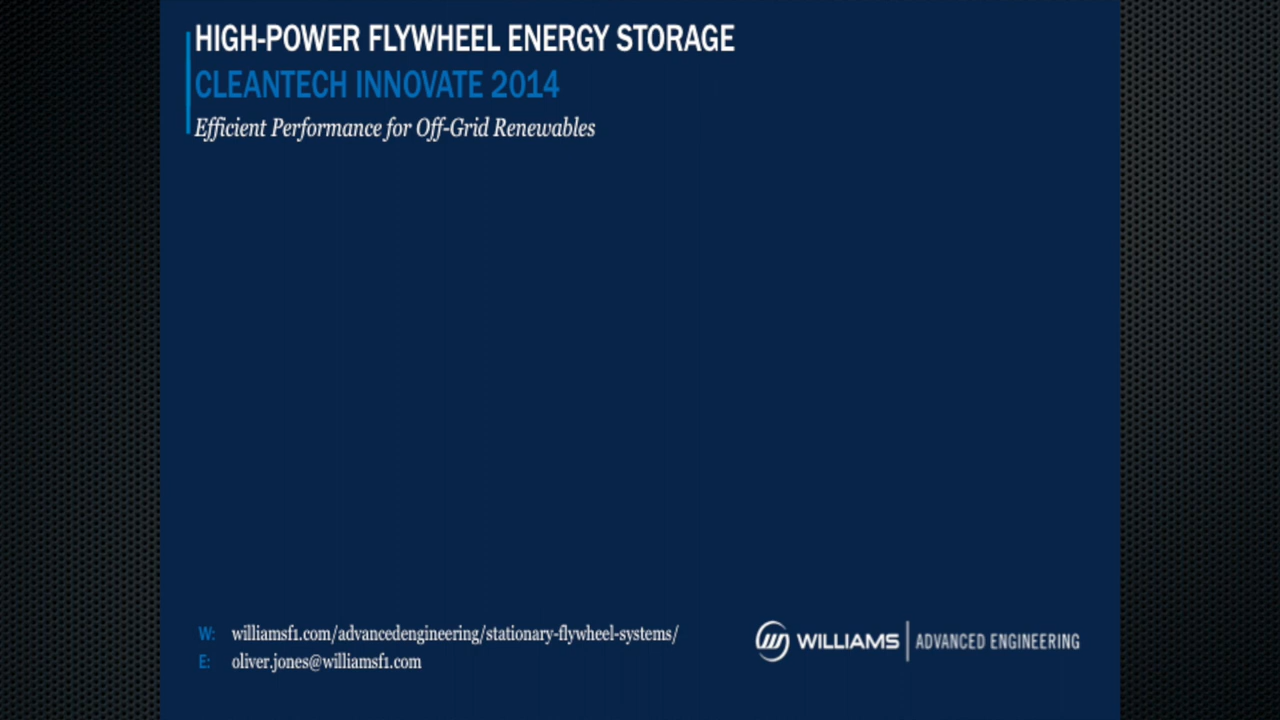 HIGH-POWER FLYWHEEL ENERGY STORAGE
CLEANTECH INNOVATE 2014
Efficient Performance for Off-Grid Renewables
W: williamsf1.com/advancedengineering/stationary-flywheel-systems/
E: oliver.jones@williamsf1.com
WILLIAMS ADVANCED ENGINEERING